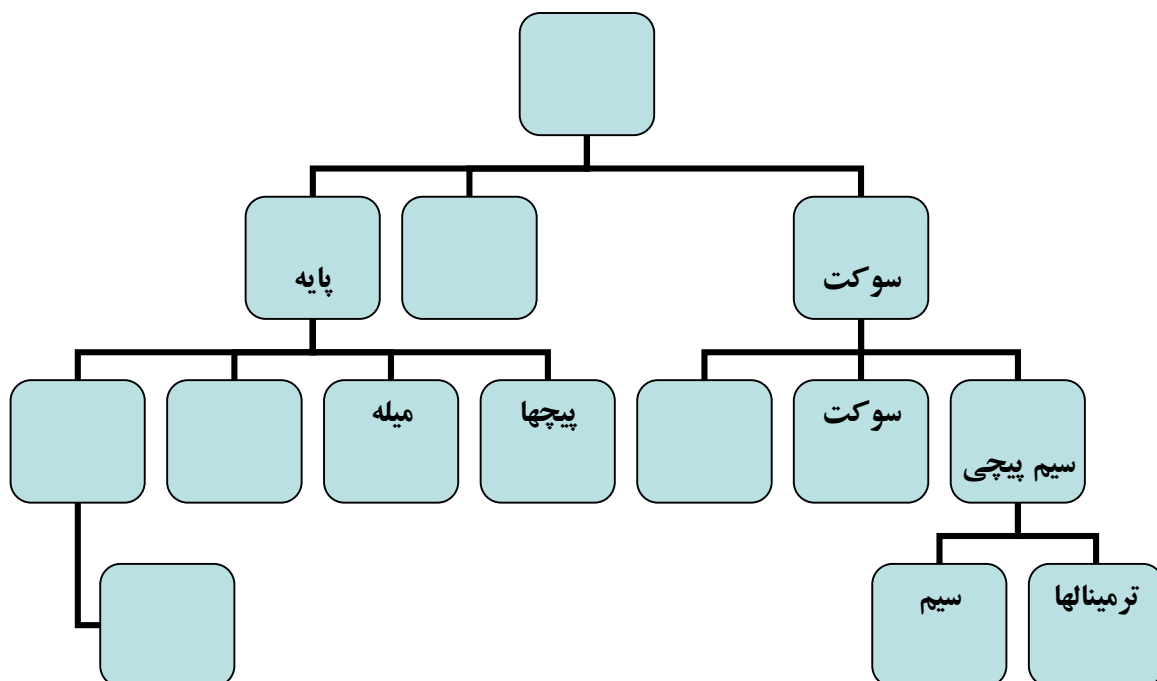 سوکت
پایه
پیچها
میله
سوکت
سیم پیچی
ترمینالها
سیم